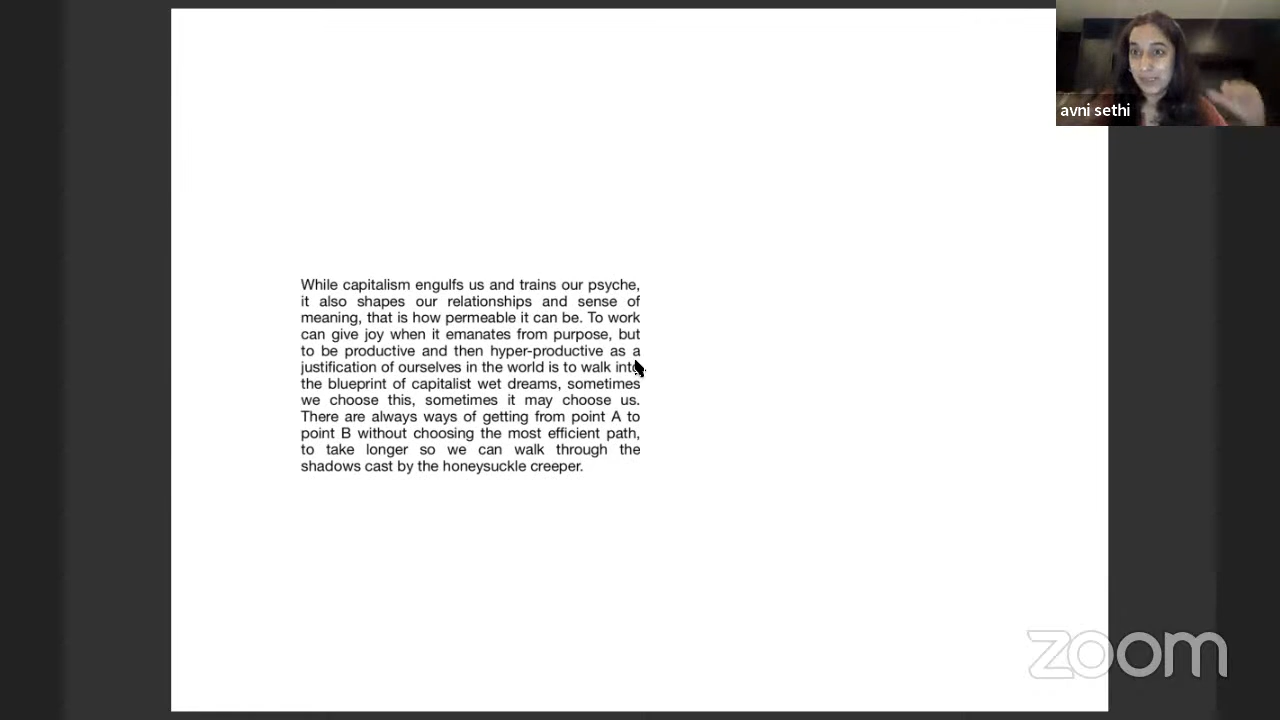 avni sethi
While capitalism engulfs us and trains our psyche,
it also shapes our relationships and sense of
meaning, that is how permeable it can be. To work
can give joy when it emanates from purpose, but
to be productive and then hyper-productive as a
justification of ourselves in the world is to walk into
the blueprint of capitalist wet dreams, sometimes
we choose this, sometimes it may choose us.
There are always ways of getting from point A to
point B without choosing the most efficient path,
to take longer so we can walk through the
shadows cast by the honeysuckle creeper.
zoom